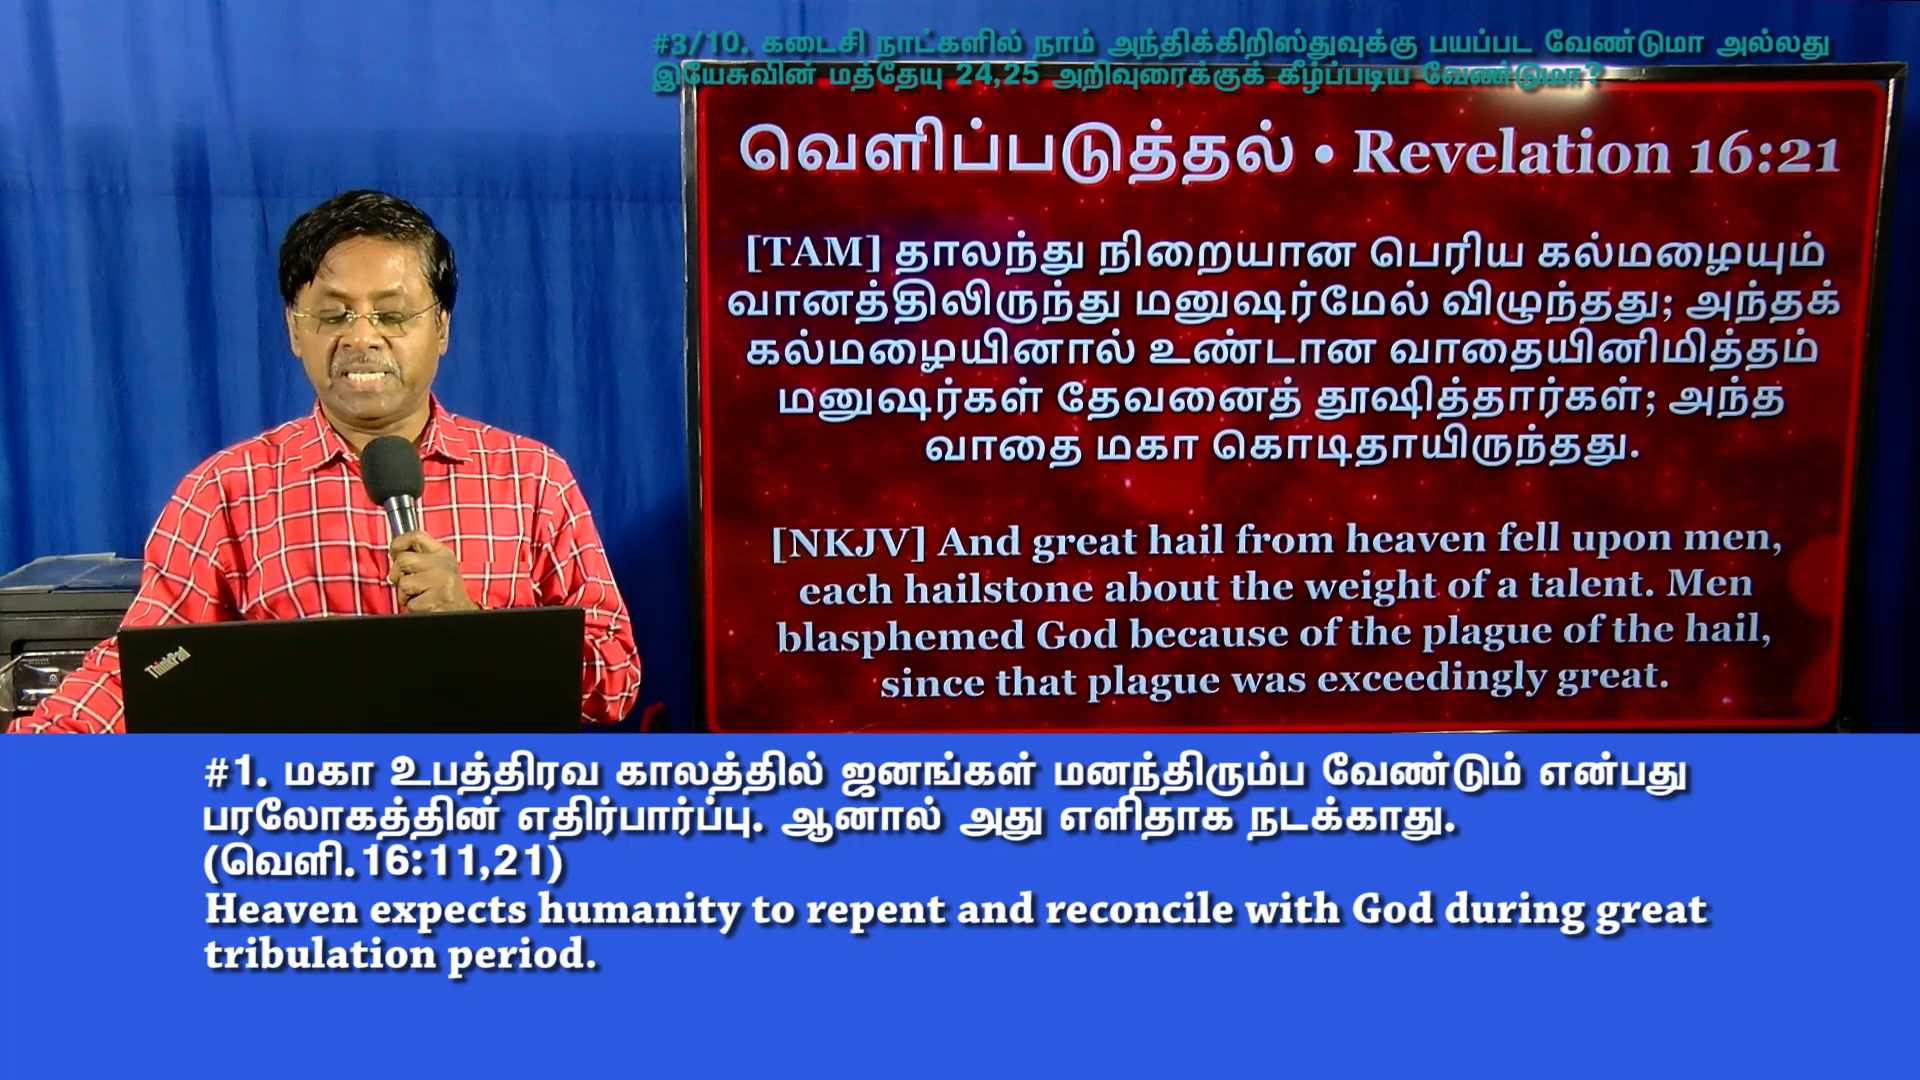 #3/10. கடைசி நாட்களில் நாம் அந்திக்கிறிஸ்துவுக்கு பயப்பட வேண்டுமா அல்லது
இயேசுவின் மத்தேயு 24,25 அறிவுரைக்குக் கீழ்ப்படிய வேண்டுமா?
வெளிப்படுத்தல் • Revelation 16:21
[TAM] தாலந்து நிறையான பெரிய கல்மழையும்
வானத்திலிருந்து மனுஷர்மேல் விழுந்தது; அந்தக்
கல்மழையினால் உண்டான வாதையினிமித்தம்
மனுஷர்கள் தேவனைத் தூஷித்தார்கள்; அந்த
வாதை மகா கொடிதாயிருந்தது.
[NKJV] And great hail from heaven fell upon men,
each hailstone about the weight of a talent. Men
blasphemed God because of the plague of the hail,
since that plague was exceedingly great.
ThinkPad
#1. மகா உபத்திரவ காலத்தில் ஜனங்கள் மனந்திரும்ப வேண்டும் என்பது
பரலோகத்தின் எதிர்பார்ப்பு. ஆனால் அது எளிதாக நடக்காது.
(வெளி.16:11,21)
Heaven expects humanity to repent and reconcile with God during great
tribulation period.